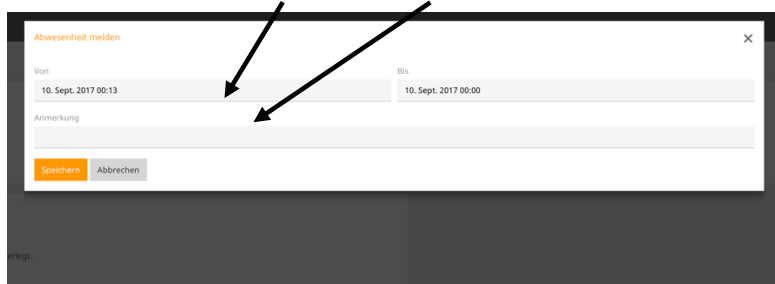 Abwesenheit melden
Von
Bis
10. Sept. 2017 00:13
10. Sept. 2017 00:00
Anmerkung
Speichern
Abbrechen
erlegt.